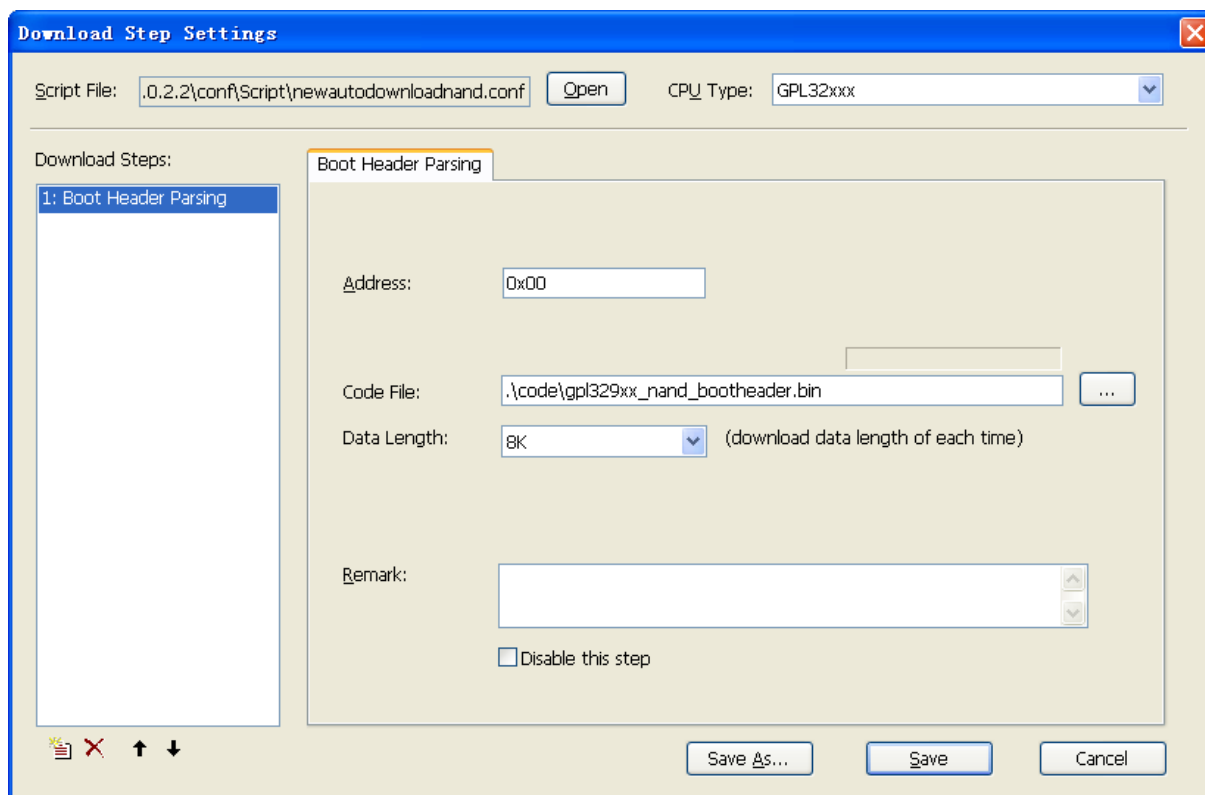 Download Step Settings
Script File: .0.2.2\conf\Script\newautodownloadnand.conf Open CPU Type: GPL32xxx
Download Steps:
Boot Header Parsing
1: Boot Header Parsing
Address: 0x00
Code File: .\code\gpl329xx_nand_bootheader.bin ...
Data Length: 8K (download data length of each time)
Remark:
Disable this step
Save As... Save Cancel